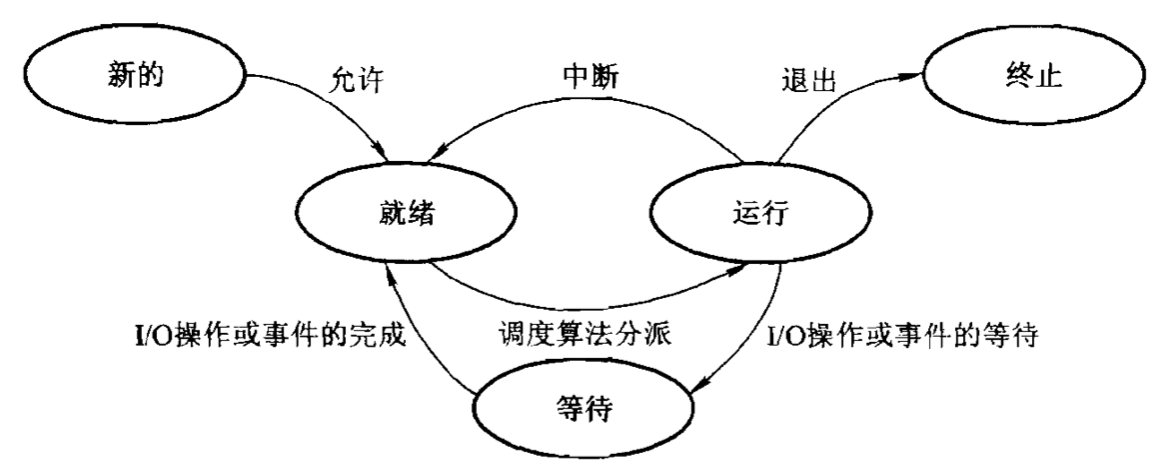 新的
允许
中断
退出
终止
就绪
运行
I/O操作或事件的完成
调度算法分派
I/O操作或事件的等待
等待